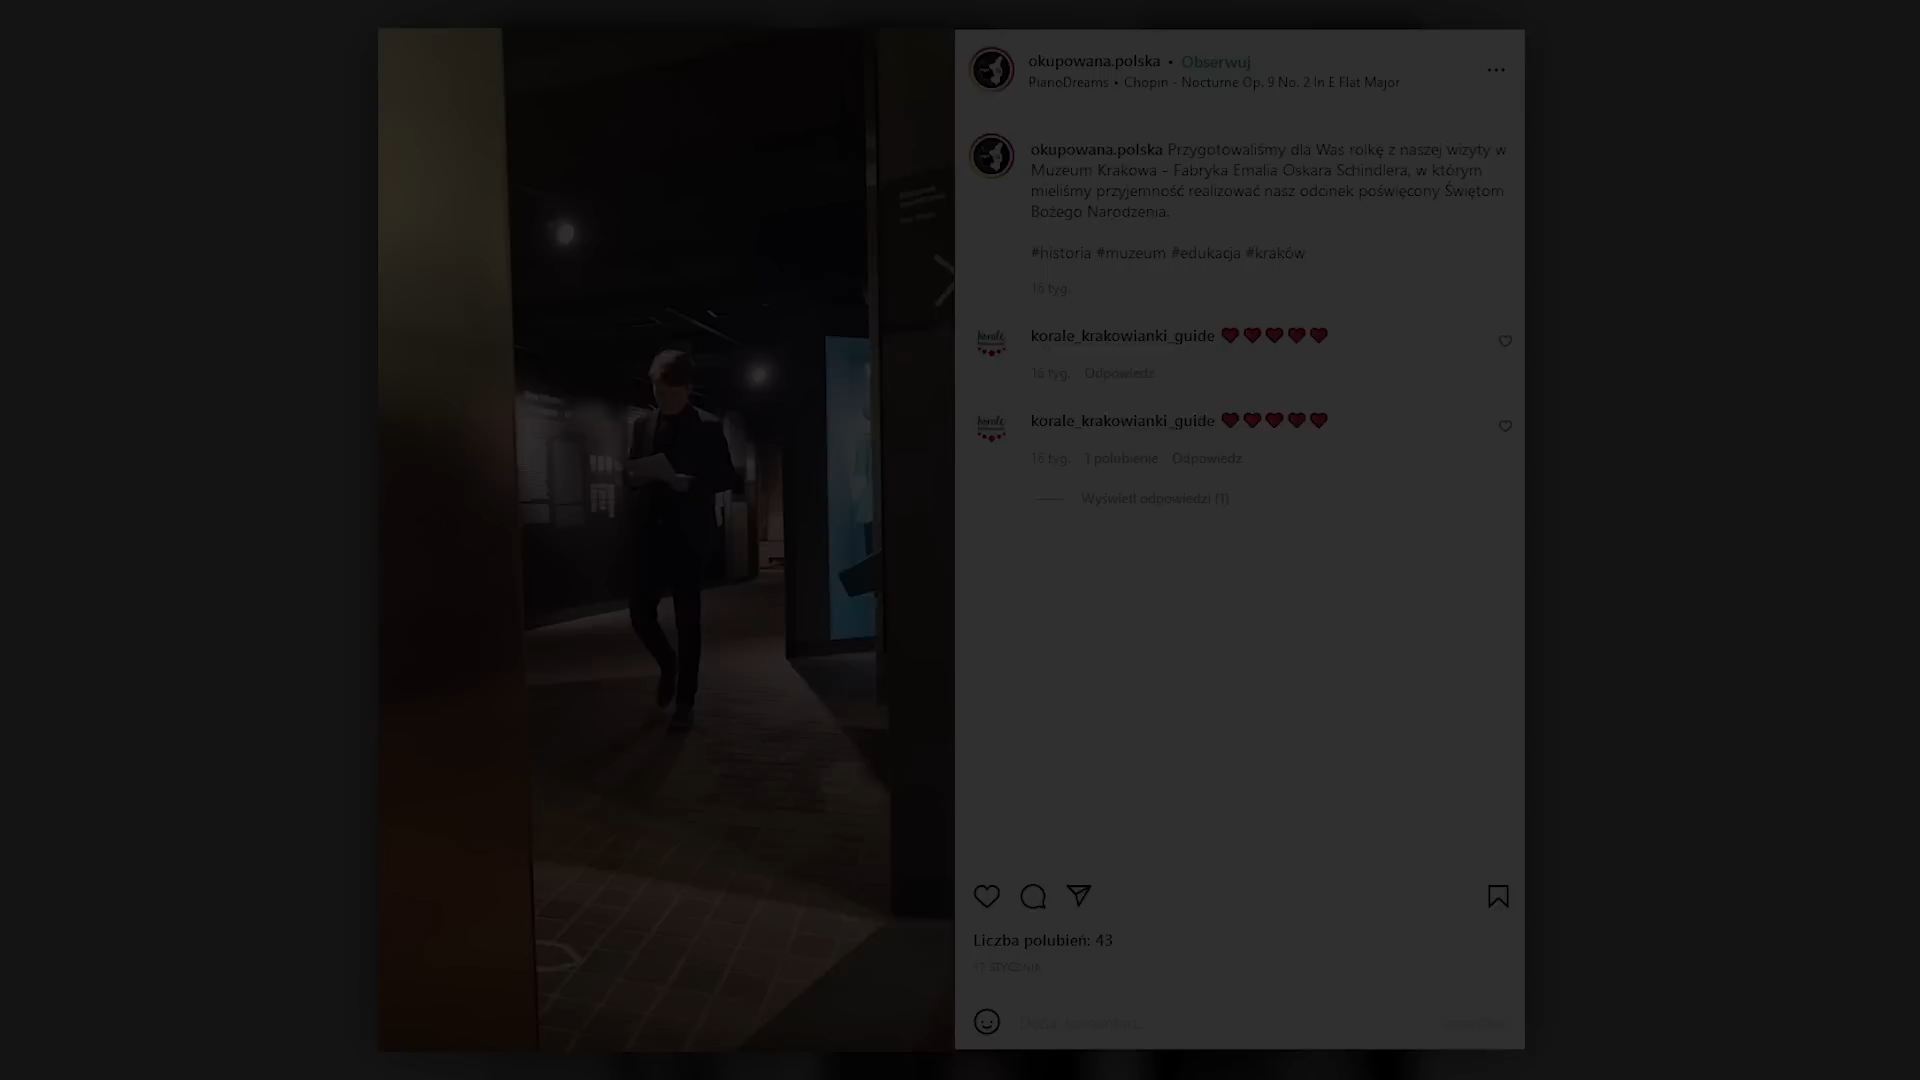 okupowana.polska • Obserwuj
PianoDreams • Chopin - Nocturne Op. 9 No. 2 In E Flat Major
okupowana.polska Przygotowaliśmy dla Was rolkę z naszej wizyty w
Muzeum Krakowa - Fabryka Emalia Oskara Schindlera, w którym
mieliśmy przyjemność realizować nasz odcinek poświęcony Świętom
Bożego Narodzenia.
#historia #muzeum #edukacja #kraków
16 tyg.
korale_krakowianki_guide
16 tyg. Odpowiedz
korale_krakowianki_guide
16 tyg. 1 polubienie Odpowiedz
Wyświetl odpowiedzi (1)
Liczba polubień: 43
17 STYCZNIA
Dodaj komentarz...